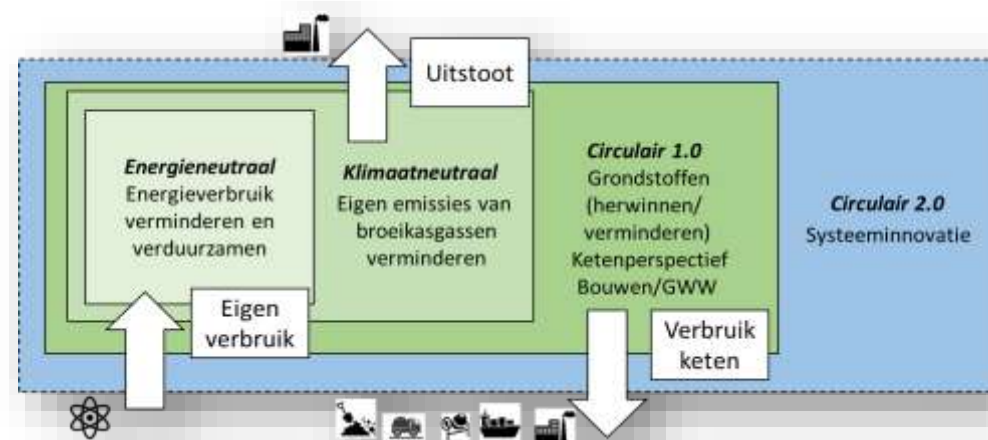 Uitstoot
Energieneutraal
Energieverbruik
verminderen en
verduurzamen
Klimaatneutraal
Eigen emissies van
broeikasgassen
verminderen
Circulair 1.0
Grondstoffen
(herwinnen/
verminderen)
Ketenperspectief
Bouwen/GWW
Circulair 2.0
Systeeminnovatie
Eigen
verbruik
Verbruik
keten